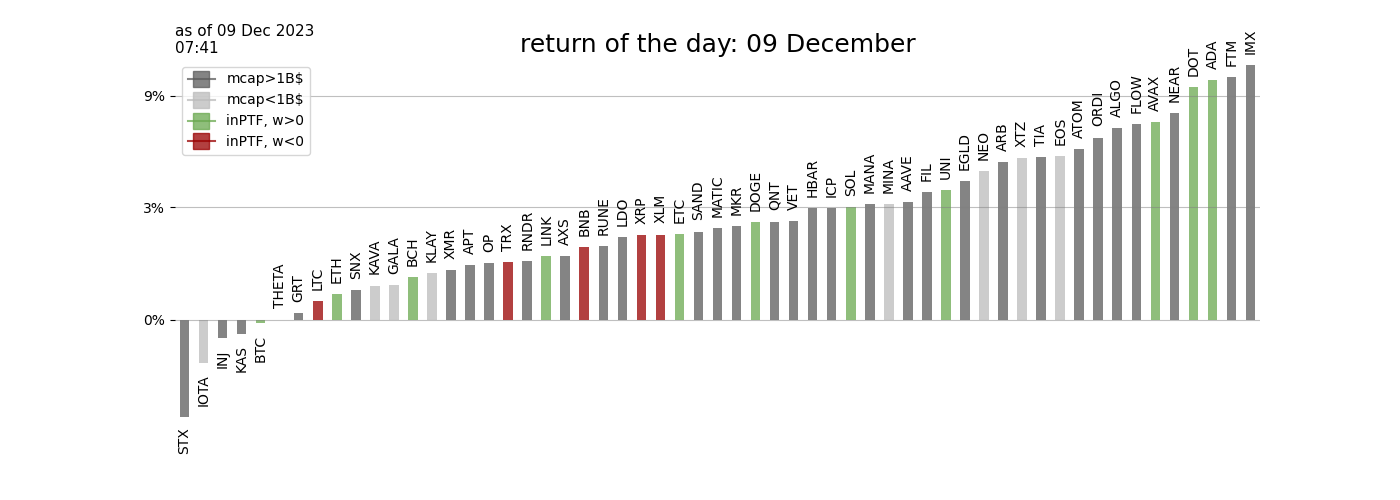 as of 09 Dec 2023
07:41
return of the day: 09 December
mcap>1B$
mcap<1B$
inPTF, w>0
inPTF, w<0
9%
3%
0%
STX
IOTA
INJ
KAS
BTC
THETA
GRT
LTC
ETH
SNX
KAVA
GALA
BCH
KLAY
XMR
APT
OP
TRX
RNDR
LINK
AXS
BNB
RUNE
LDO
XRP
XLM
ETC
SAND
MATIC
MKR
DOGE
QNT
VET
HBAR
ICP
SOL
MANA
MINA
AAVE
FIL
UNI
EGLD
NEO
ARB
XTZ
TIA
EOS
ATOM
ORDI
ALGO
FLOW
AVAX
NEAR
DOT
ADA
FTM
IMX